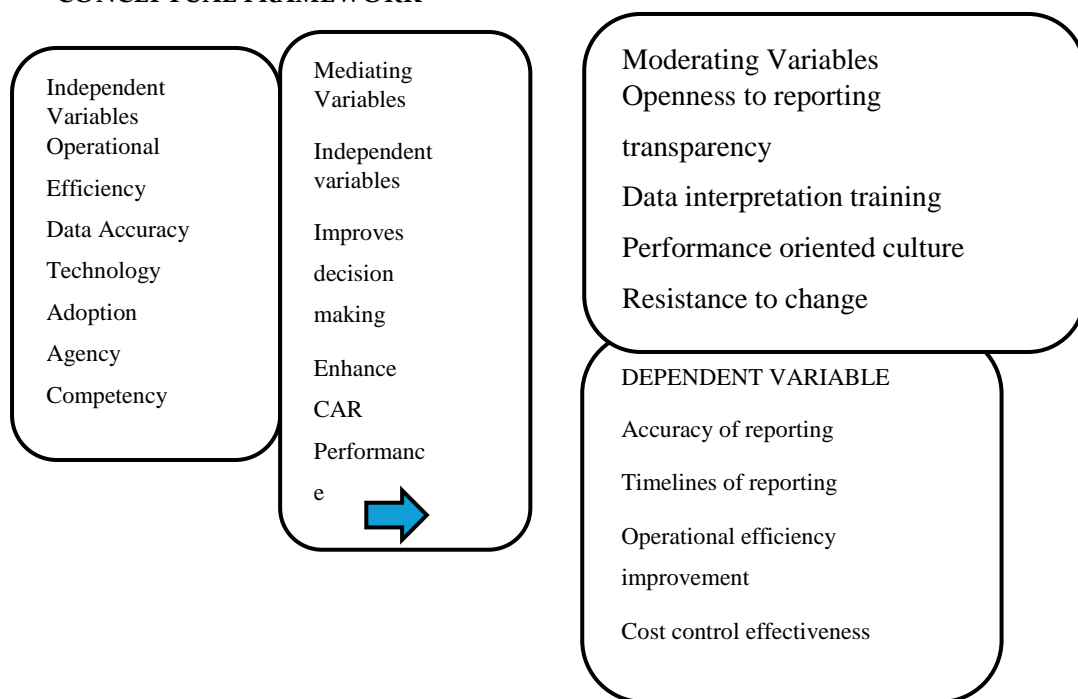 CONCEPTUAL FRAMEWORK
Independent
Variables
Operational
Efficiency
Data Accuracy
Technology
Adoption
Agency
Competency
Mediating
Variables
Independent
variables
Improves
decision
making
Enhance
CAR
Performanc
e
Moderating Variables
Openness to reporting
transparency
Data interpretation training
Performance oriented culture
Resistance to change
DEPENDENT VARIABLE
Accuracy of reporting
Timelines of reporting
Operational efficiency
improvement
Cost control effectiveness